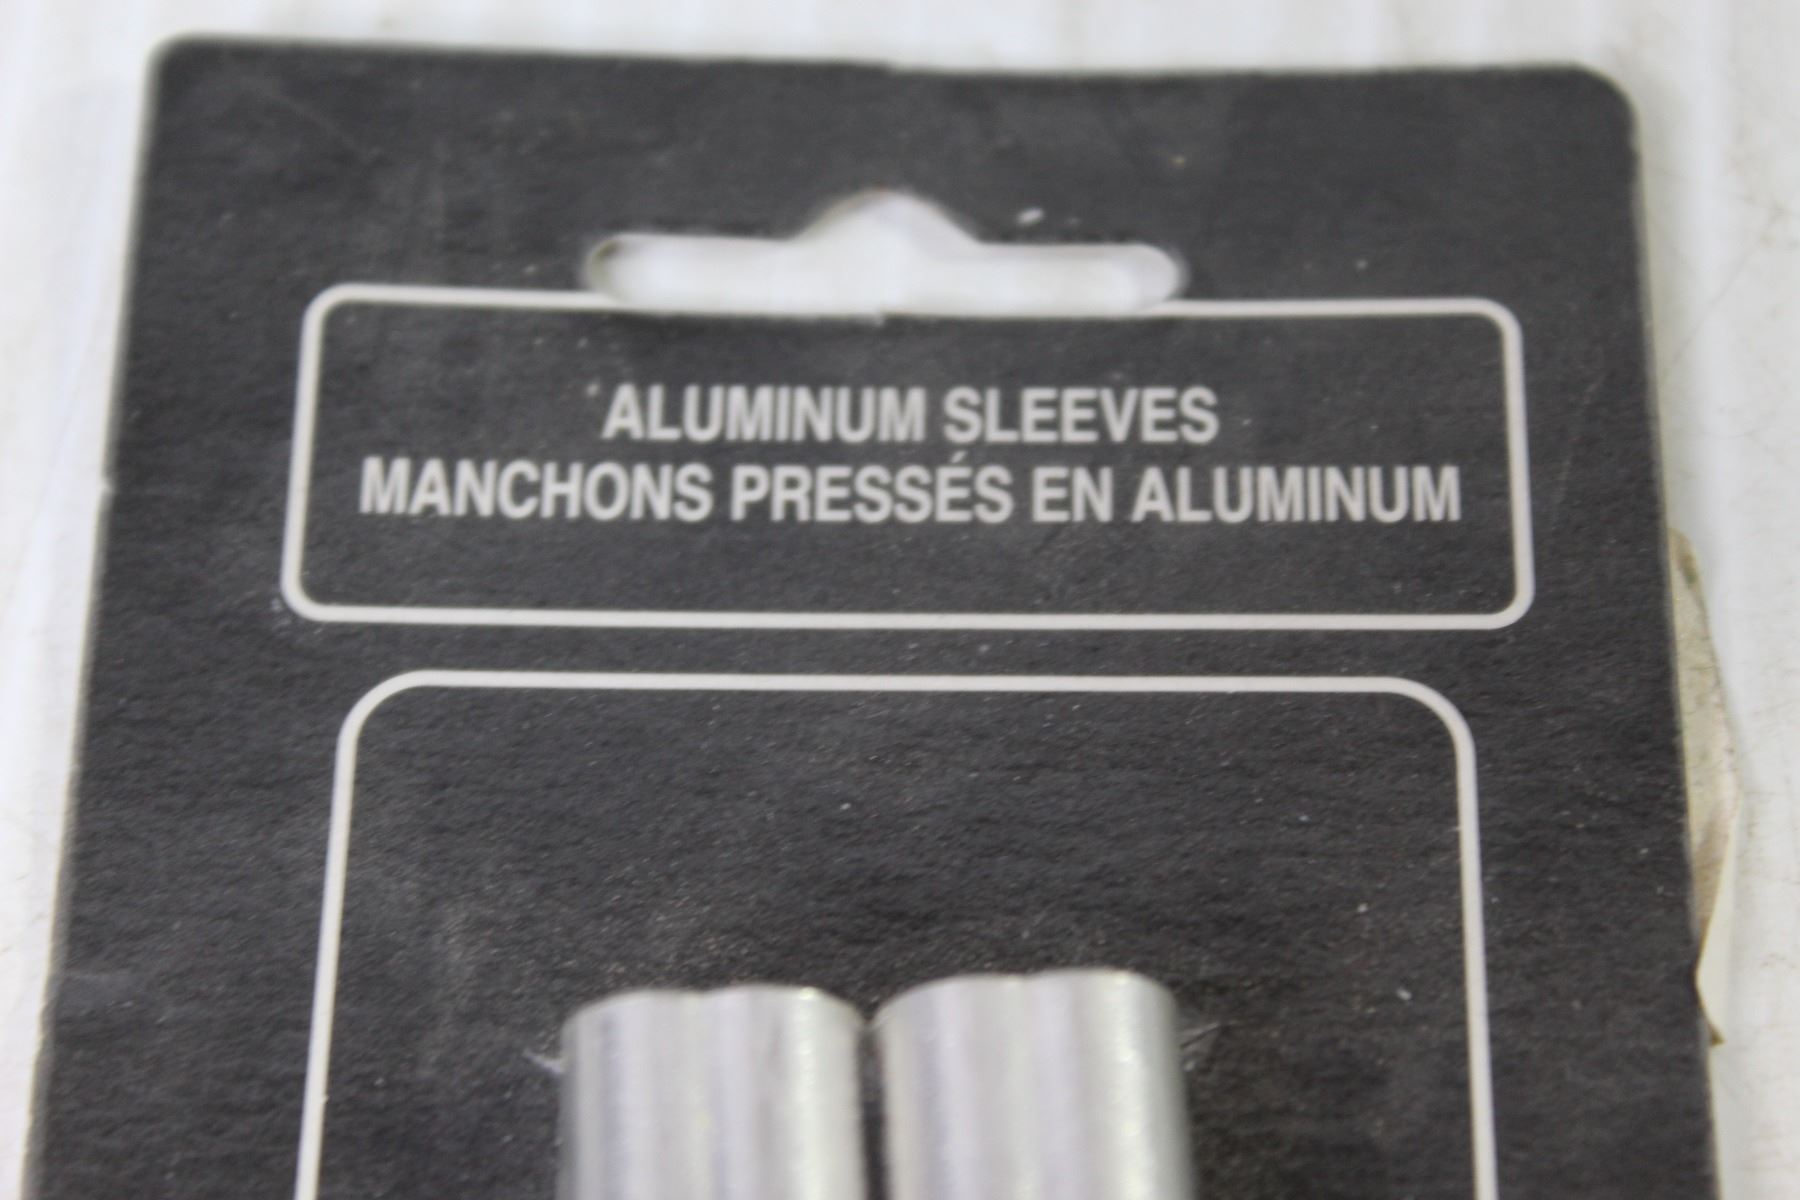 ALUMINUM SLEEVES
MANCHONS PRESSÉS EN ALUMINUM